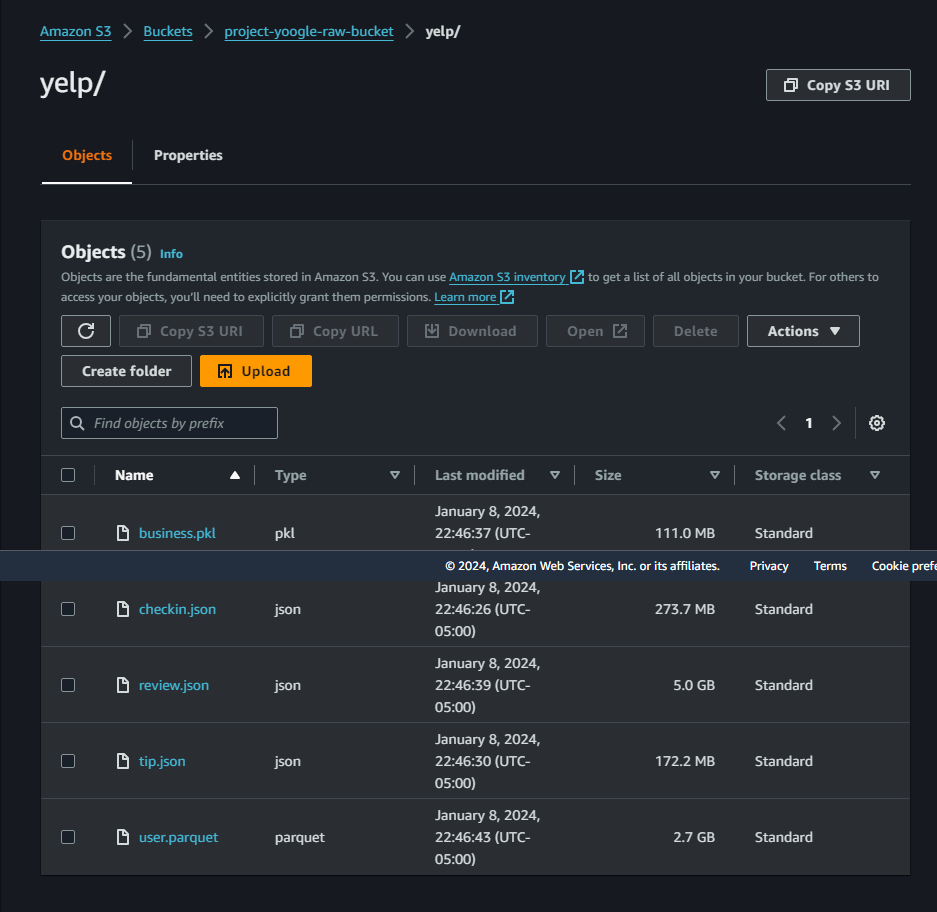 Amazon S3 > Buckets > project-yoogle-raw-bucket > yelp/
yelp/
Copy S3 URI
Objects
Properties
Objects (5) Info
Objects are the fundamental entities stored in Amazon S3. You can use Amazon S3 inventory to get a list of all objects in your bucket. For others to
access your objects, you’ll need to explicitly grant them permissions. Learn more
Copy S3 URI Copy URL Download Open Delete Actions
Create folder Upload
Find objects by prefix
1
Name Type Last modified Size Storage class
January 8, 2024,
business.pkl pkl 22:46:37 (UTC- 111.0 MB Standard
© 2024, Amazon Web Services, Inc. or its affiliates. Privacy Terms Cookie prefe
January 8, 2024,
checkin.json json 22:46:26 (UTC- 273.7 MB Standard
05:00)
January 8, 2024,
review.json json 22:46:39 (UTC- 5.0 GB Standard
05:00)
January 8, 2024,
tip.json json 22:46:30 (UTC- 172.2 MB Standard
05:00)
January 8, 2024,
user.parquet parquet 22:46:43 (UTC- 2.7 GB Standard
05:00)